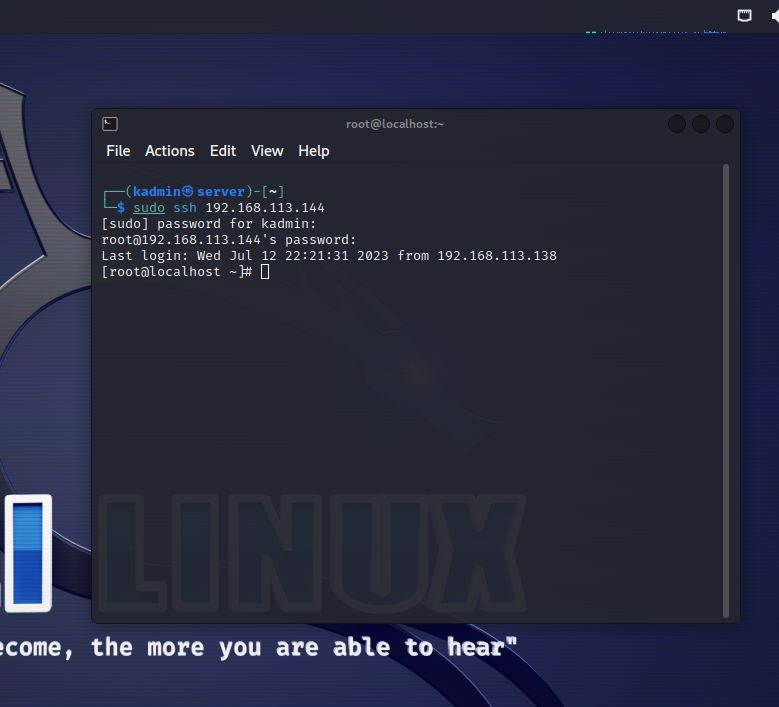 root@localhost:~
File Actions Edit View Help
┌──(kadmin㉿server)-[~]
└─$ sudo ssh 192.168.113.144
[sudo] password for kadmin:
root@192.168.113.144's password:
Last login: Wed Jul 12 22:21:31 2023 from 192.168.113.138
[root@localhost ~]#
LINUX
the more you are able to hear"